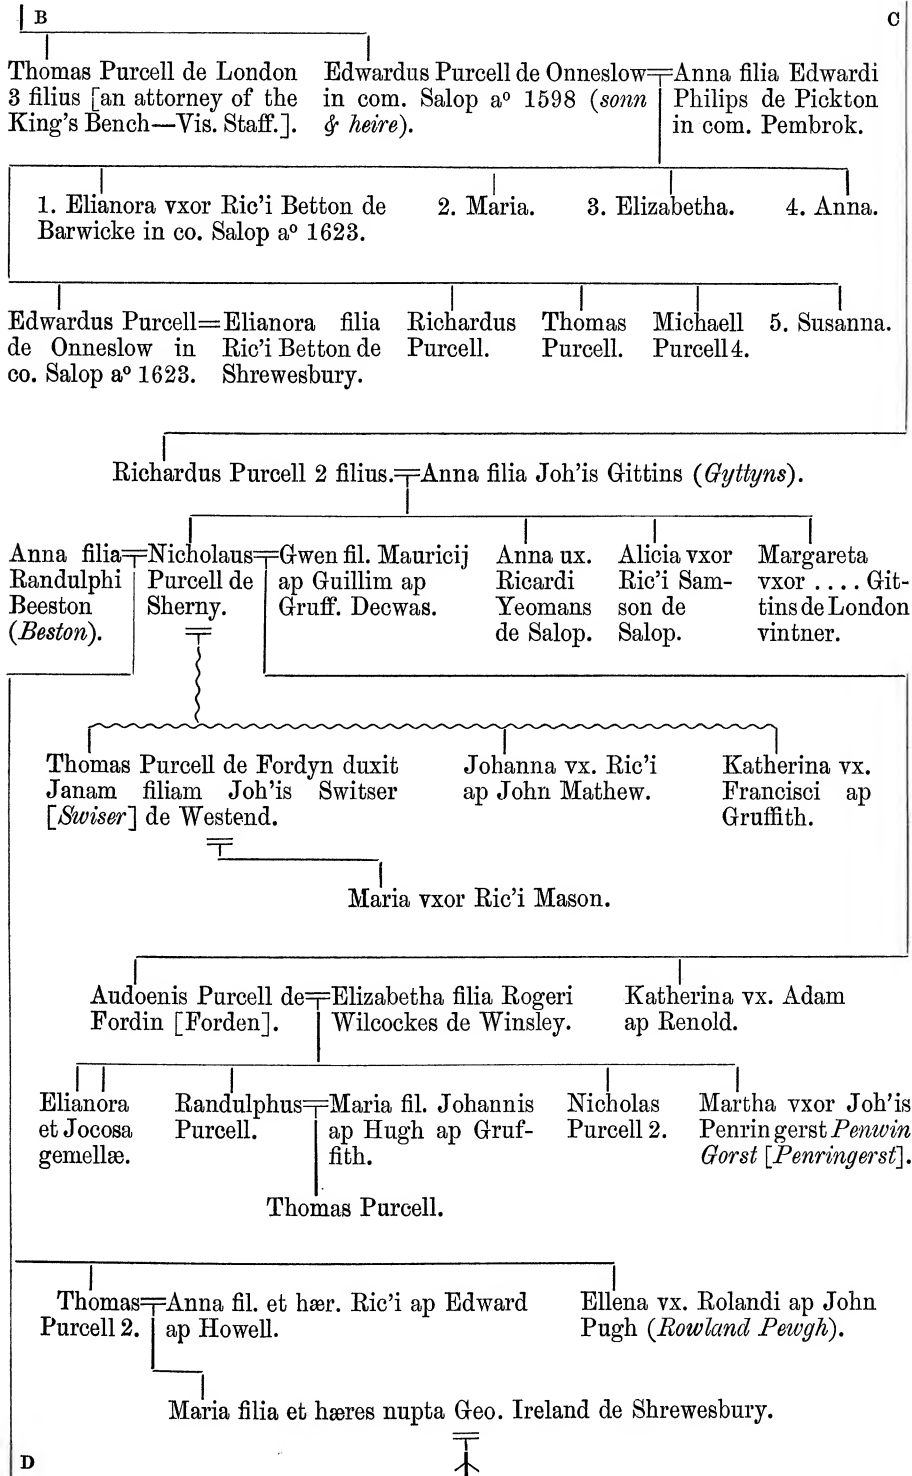 B
C
Thomas Purcell de London
3 filius [an attorney of the
King's Bench—Vis. Staff.].
Edwardus Purcell de Onneslow
in com. Salop aº 1598 (sonn
& heire).
Anna filia Edwardi
Philips de Pickton
in com. Pembrok.
1. Elianora vxor Ric'i Betton de
Barwicke in co. Salop aº 1623.
2. Maria.
3. Elizabetha.
4. Anna.
Edwardus Purcell=
de Onneslow in
co. Salop aº 1623.
Elianora filia
Ric'i Betton de
Shrewesbury.
Richardus
Purcell.
Thomas
Purcell.
Michaell
Purcell 4.
5. Susanna.
Richardus Purcell 2 filius.
Anna filia Joh'is Gittins (Gyttyns).
Anna filia
Randulphi
Beeston
(Beston).
Nicholaus
Purcell de
Sherny.
Gwen fil. Mauricij
ap Guillim ap
Gruff. Decwas.
Anna ux.
Ricardi
Yeomans
de Salop.
Alicia vxor
Ric'i Sam-
son de
Salop.
Margareta
vxor .... Git-
tins de London
vintner.
Thomas Purcell de Fordyn duxit
Janam filiam Joh'is Switser
[Swiser] de Westend.
Johanna vx. Ric'i
ap John Mathew.
Katherina vx.
Francisci ap
Gruffith.
Maria vxor Ric'i Mason.
Audoenis Purcell de
Fordin [Forden].
Elizabetha filia Rogeri
Wilcockes de Winsley.
Katherina vx. Adam
ap Renold.
Elianora
et Jocosa
gemellæ.
Randulphus
Purcell.
Maria fil. Johannis
ap Hugh ap Gruf-
fith.
Nicholas
Purcell 2.
Martha vxor Joh'is
Penringerst Penwin
Gorst [Penringerst].
Thomas Purcell.
Thomas
Purcell 2.
Anna fil. et hær. Ric'i ap Edward
ap Howell.
Ellena vx. Rolandi ap John
Pugh (Rowland Pewgh).
Maria filia et hæres nupta Geo. Ireland de Shrewesbury.
D